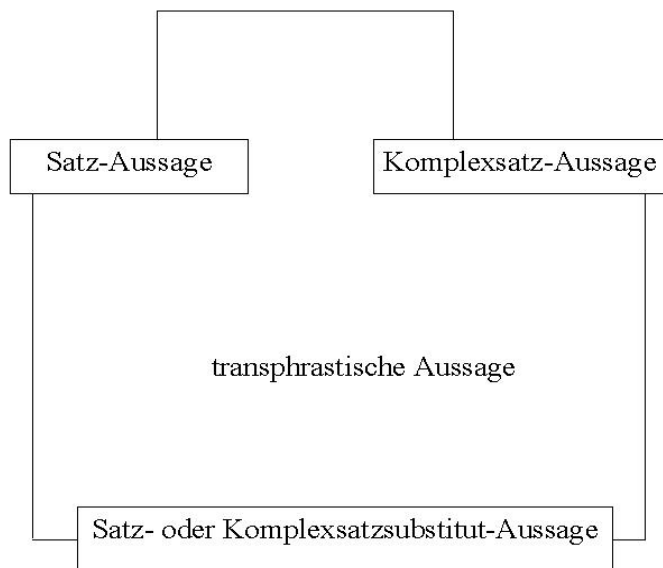 Satz-Aussage
Komplexsatz-Aussage
transphrastische Aussage
Satz- oder Komplexsatzsubstitut-Aussage